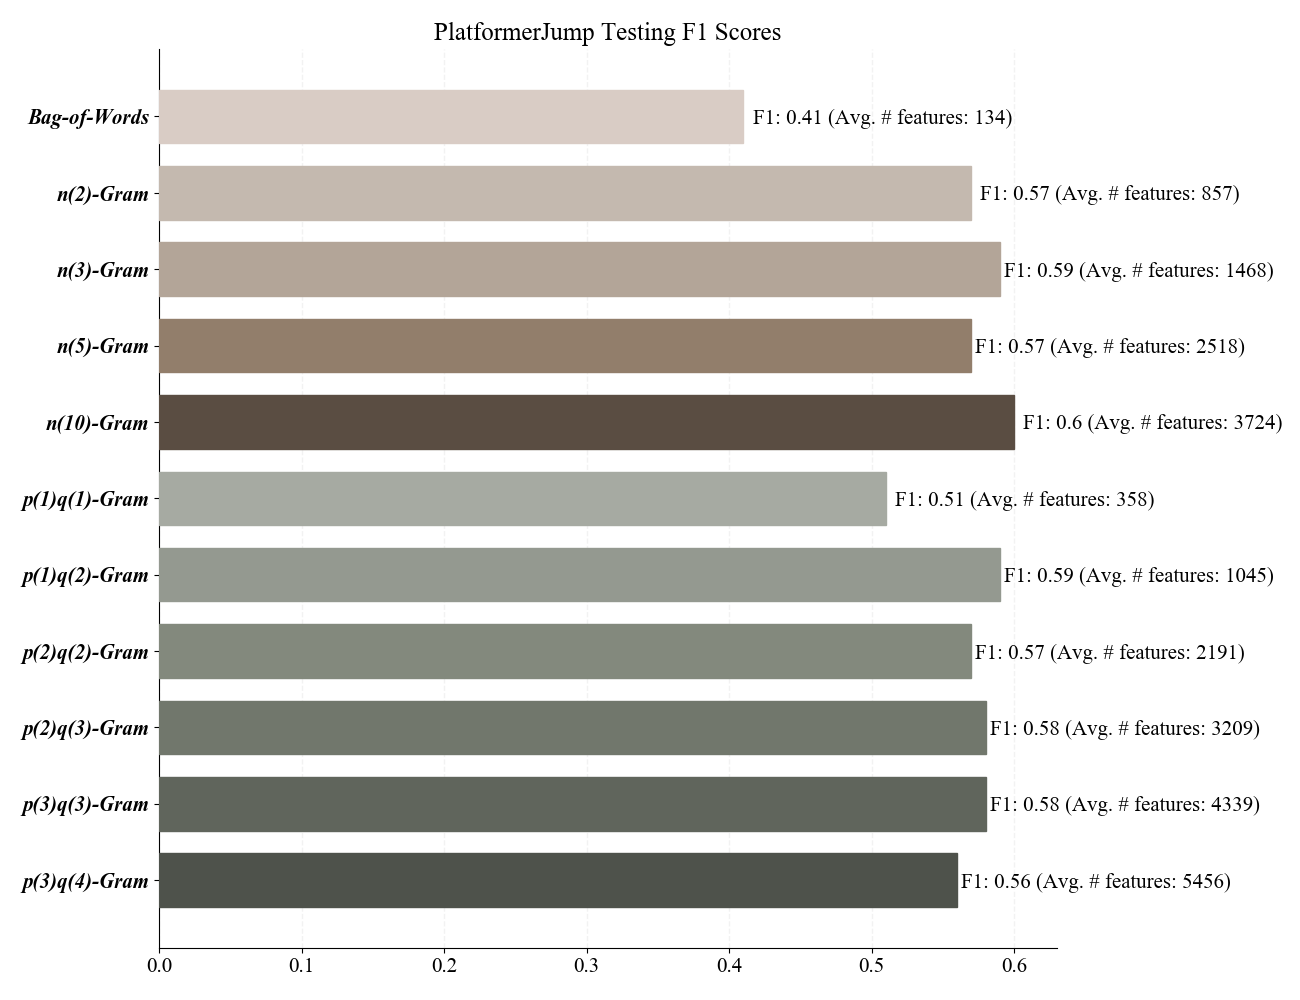 PlatformerJump Testing F1 Scores
Bag-of-Words F1: 0.41 (Avg. # features: 134)
n(2)-Gram F1: 0.57 (Avg. # features: 857)
n(3)-Gram F1: 0.59 (Avg. # features: 1468)
n(5)-Gram F1: 0.57 (Avg. # features: 2518)
n(10)-Gram F1: 0.6 (Avg. # features: 3724)
p(1)q(1)-Gram F1: 0.51 (Avg. # features: 358)
p(1)q(2)-Gram F1: 0.59 (Avg. # features: 1045)
p(2)q(2)-Gram F1: 0.57 (Avg. # features: 2191)
p(2)q(3)-Gram F1: 0.58 (Avg. # features: 3209)
p(3)q(3)-Gram F1: 0.58 (Avg. # features: 4339)
p(3)q(4)-Gram F1: 0.56 (Avg. # features: 5456)
0.0 0.1 0.2 0.3 0.4 0.5 0.6